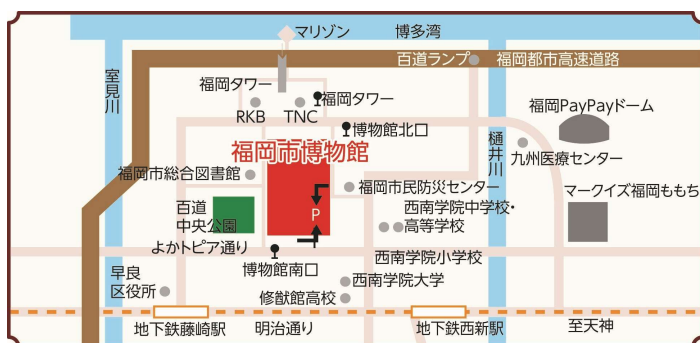 マリゾン
博多湾
百道ランプ
福岡都市高速道路
室見川
福岡タワー
福岡タワー
RKB
TNC
福岡PayPayドーム
博物館北口
樋井川
福岡市博物館
九州医療センター
福岡市総合図書館
福岡市民防災センター
マークイズ福岡ももち
百道
中央公園
P
西南学院中学校・
高等学校
よかトピア通り
西南学院小学校
博物館南口
早良
区役所
西南学院大学
修猷館高校
地下鉄藤崎駅
明治通り
地下鉄西新駅
至天神